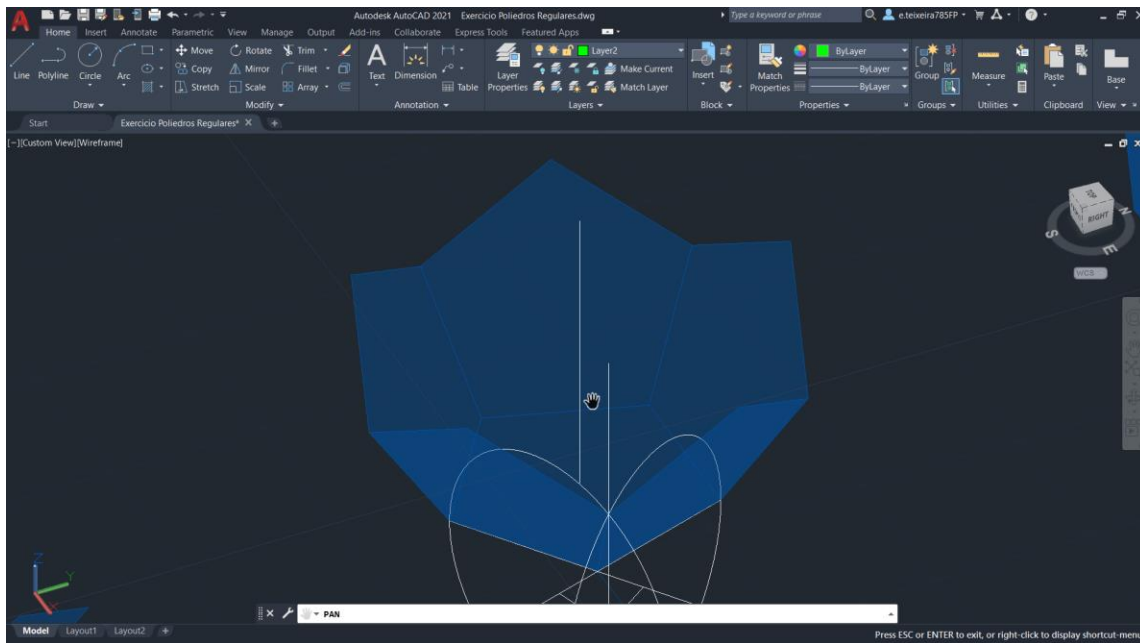 Autodesk AutoCAD 2021 Exercicio Poliedros Regulares.dwg
Type a keyword or phrase
e.teixeira785FP
Home Insert Annotate Parametric View Manage Output Add-ins Collaborate Express Tools Featured Apps
Line Polyline Circle Arc
Move Rotate Trim
Copy Mirror Fillet
Stretch Scale Array
Text Dimension
Table
Layer Properties
Layer2
Make Current
Match Layer
Insert
Match Properties
ByLayer
ByLayer
ByLayer
Group
Measure
Paste
Base
Draw Modify Annotation Layers Block Properties Groups Utilities Clipboard View
Start Exercicio Poliedros Regulares*
[-][Custom View][Wireframe]
TOP
RIGHT
N
S
E
WCS
Z
Y
X
PAN
Model Layout1 Layout2 +
Press ESC or ENTER to exit, or right-click to display shortcut-menu